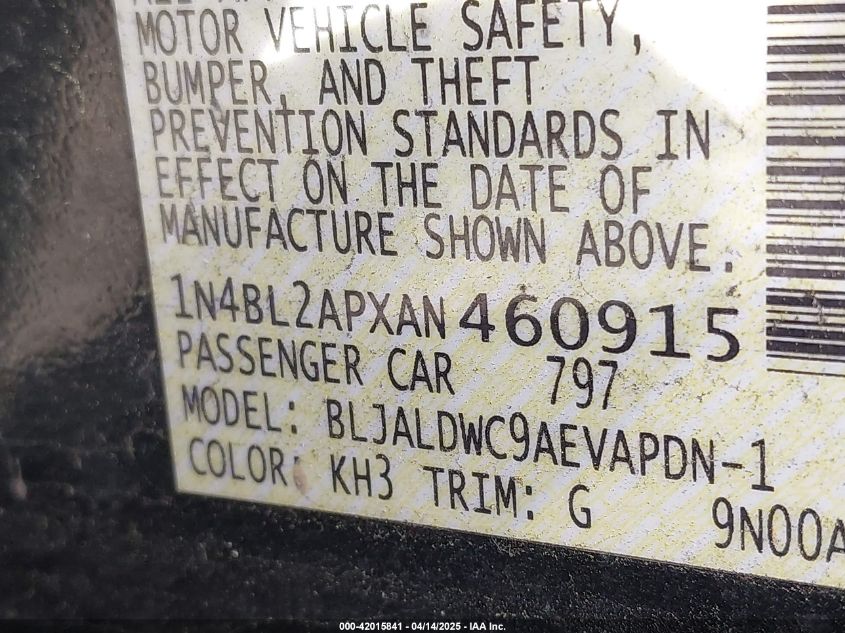 MOTOR VEHICLE SAFETY,
BUMPER, AND THEFT
PREVENTION STANDARDS IN
EFFECT ON THE DATE OF
MANUFACTURE SHOWN ABOVE.
1N4BL2APXAN460915
PASSENGER CAR 797
MODEL: BLJALDWC9AEVAPDN-1
COLOR: KH3 TRIM: G 9N00A
000-42015841 - 04/14/2025 - IAA Inc.